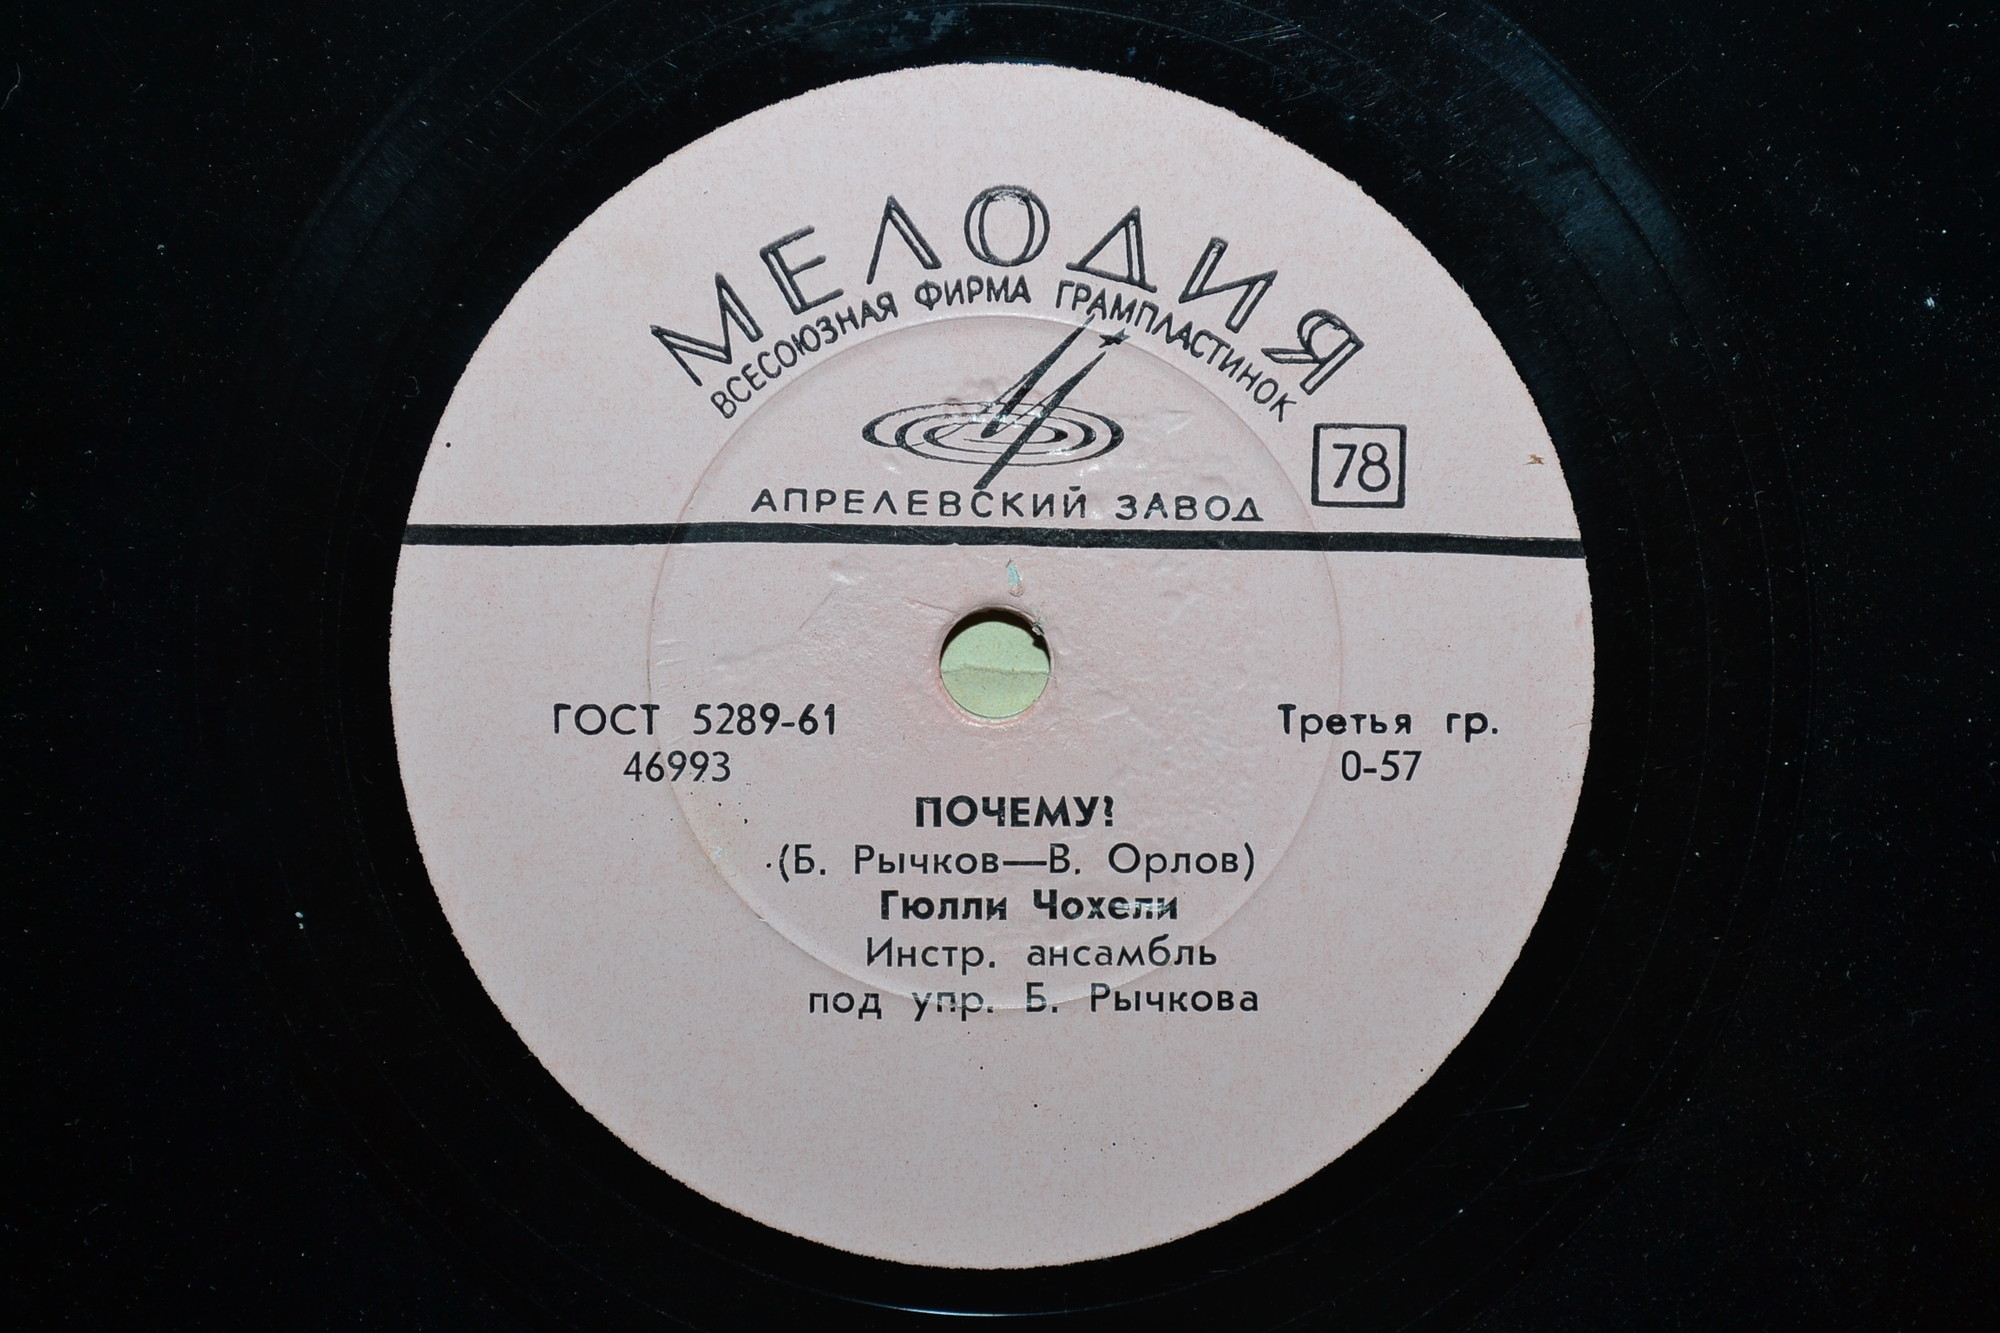 МЕЛОДИЯ
ВСЕСОЮЗНАЯ ФИРМА ГРАМПЛАСТИНОК
78
АПРЕЛЕВСКИЙ ЗАВОД
ГОСТ 5289-61 Третья гр.
46993 0-57
ПОЧЕМУ?
(Б. Рычков—В. Орлов)
Гюлли Чохели
Инстр. ансамбль
под упр. Б. Рычкова